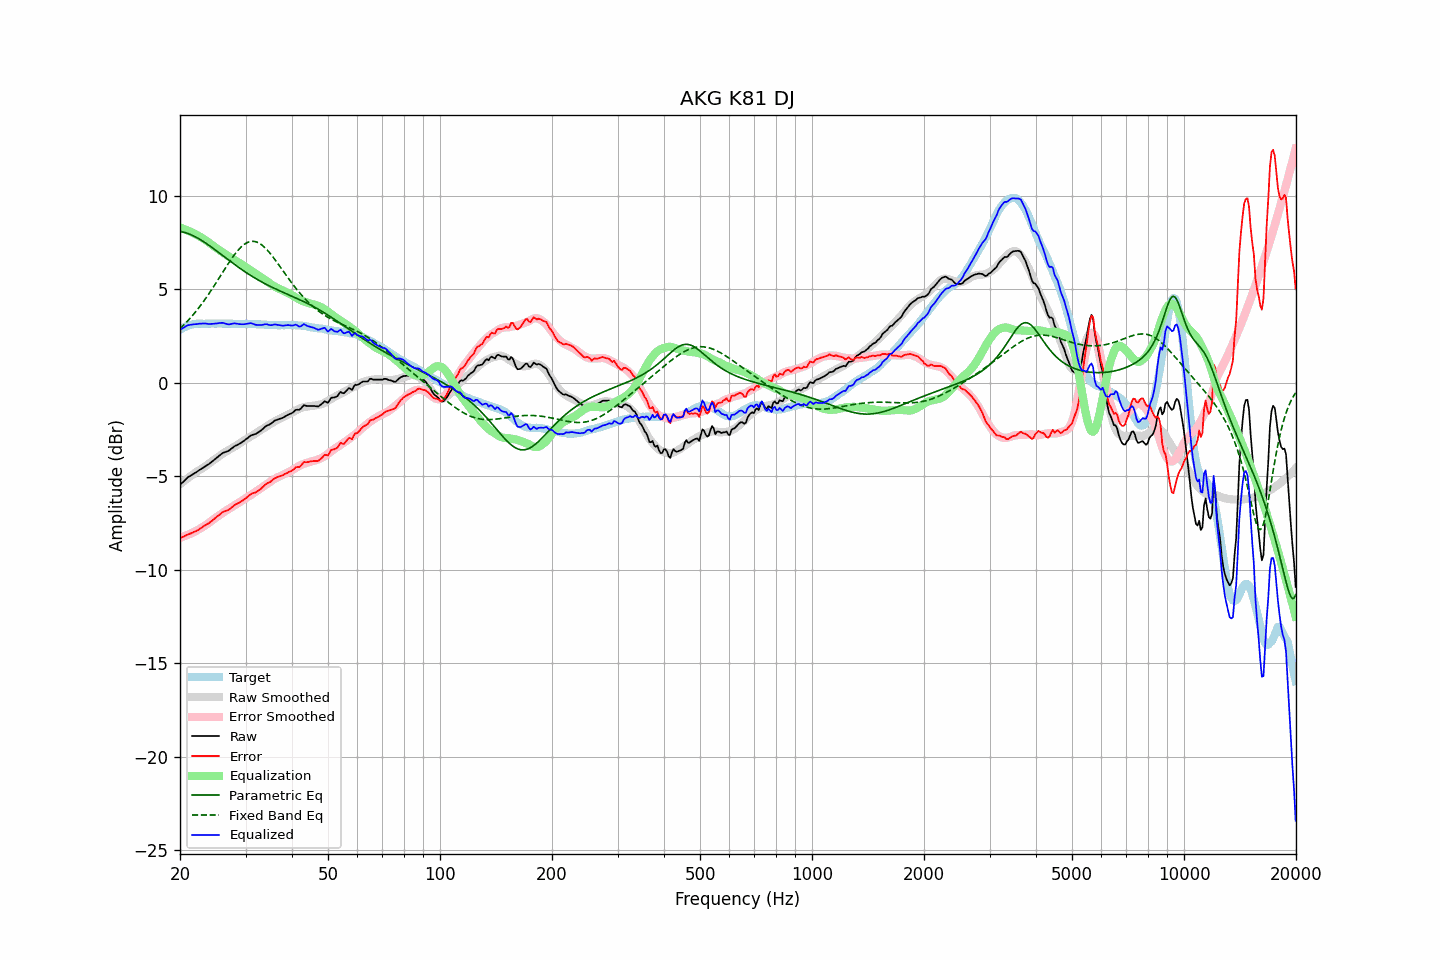 AKG K81 DJ
Amplitude (dBr)
10
5
0
−5
−10
−15
−20
−25
Target
Raw Smoothed
Error Smoothed
Raw
Error
Equalization
Parametric Eq
Fixed Band Eq
Equalized
20
50
100
200
500
1000
2000
5000
10000
20000
Frequency (Hz)